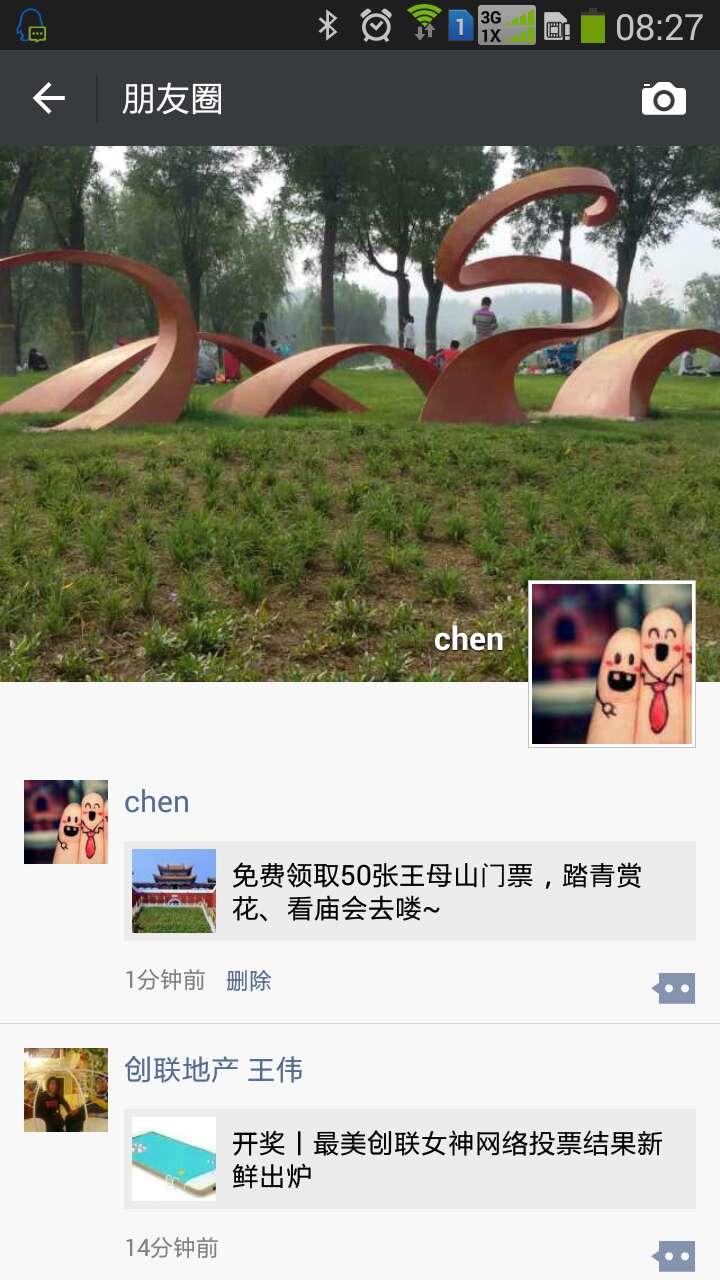 1
3G
1X
08:27
朋友圈
chen
chen
免费领取50张王母山门票，踏青赏
花、看庙会去喽~
1分钟前 删除
创联地产 王伟
开奖丨最美创联女神网络投票结果新
鲜出炉
14分钟前